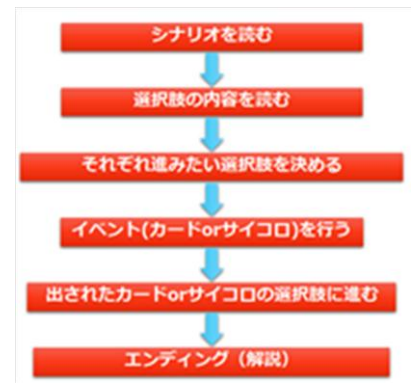 シナリオを読む
選択肢の内容を読む
それぞれ進みたい選択肢を決める
イベント(カードorサイコロ)を行う
出されたカードorサイコロの選択肢に進む
エンディング（解説）